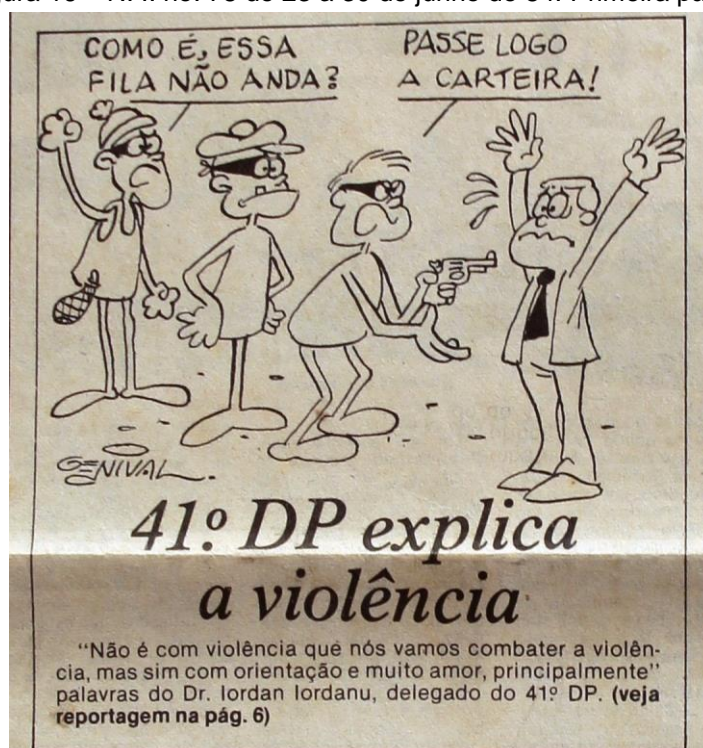 COMO É, ESSA
FILA NÃO ANDA?
PASSE LOGO
A CARTEIRA!
GENIVAL
41º DP explica
a violência
"Não é com violência que nós vamos combater a violên-
cia, mas sim com orientação e muito amor, principalmente"
palavras do Dr. Iordan Iordanu, delegado do 41º DP. (veja
reportagem na pág. 6)